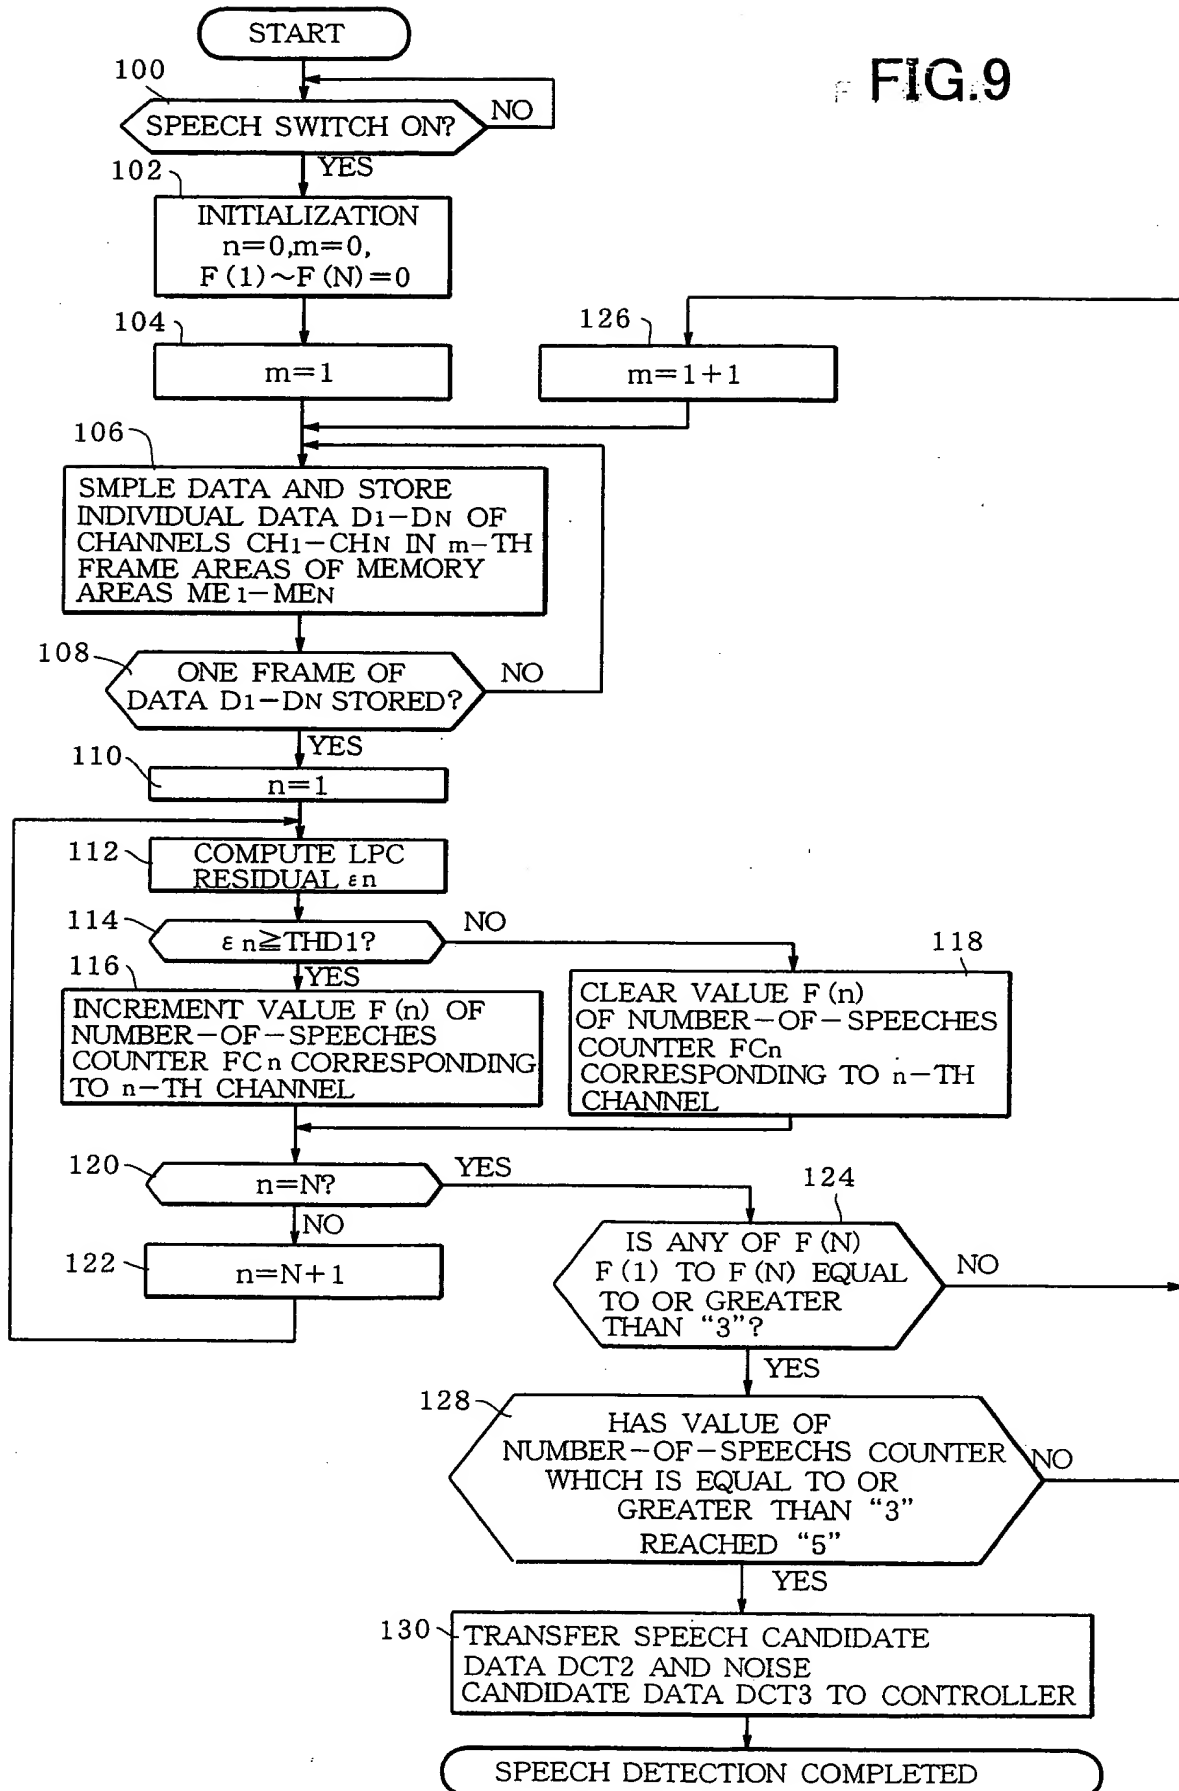 START
FIG.9
100
SPEECH SWITCH ON?
NO
YES
102
INITIALIZATION
n=0,m=0,
F(1)~F(N)=0
104
m=1
126
m=1+1
106
SMPLE DATA AND STORE
INDIVIDUAL DATA D1-DN OF
CHANNELS CH1-CHN IN m-TH
FRAME AREAS OF MEMORY
AREAS ME1-MEN
108
ONE FRAME OF
DATA D1-DN STORED?
NO
YES
110
n=1
112
COMPUTE LPC
RESIDUAL εn
114
εn≧THD1?
NO
YES
116
INCREMENT VALUE F(n) OF
NUMBER-OF-SPEECHES
COUNTER FCn CORRESPONDING
TO n-TH CHANNEL
118
CLEAR VALUE F(n)
OF NUMBER-OF-SPEECHES
COUNTER FCn
CORRESPONDING TO n-TH
CHANNEL
120
n=N?
YES
NO
122
n=N+1
124
IS ANY OF F(N)
F(1) TO F(N) EQUAL
TO OR GREATER
THAN “3”?
NO
YES
128
HAS VALUE OF
NUMBER-OF-SPEECHS COUNTER
WHICH IS EQUAL TO OR
GREATER THAN “3”
REACHED “5”
NO
YES
130
TRANSFER SPEECH CANDIDATE
DATA DCT2 AND NOISE
CANDIDATE DATA DCT3 TO CONTROLLER
SPEECH DETECTION COMPLETED